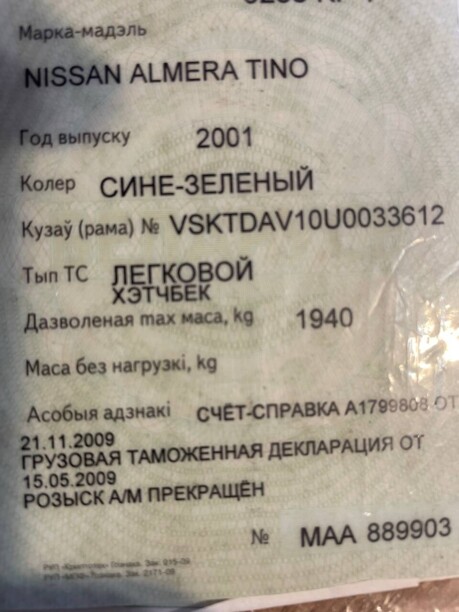 Марка-мадэль
NISSAN ALMERA TINO
Год выпуску 2001
Колер СИНЕ-ЗЕЛЕНЫЙ
Кузаў (рама) № VSKTDAV10U0033612
Тып ТС ЛЕГКОВОЙ
ХЭТЧБЕК
Дазволеная max маса, kg 1940
Маса без нагрузкі, kg
Асобыя адзнакі СЧЁТ-СПРАВКА А1799808 ОТ
21.11.2009
ГРУЗОВАЯ ТАМОЖЕННАЯ ДЕКЛАРАЦИЯ ОТ
15.05.2009
РОЗЫСК А/М ПРЕКРАЩЁН
№ МАА 889903